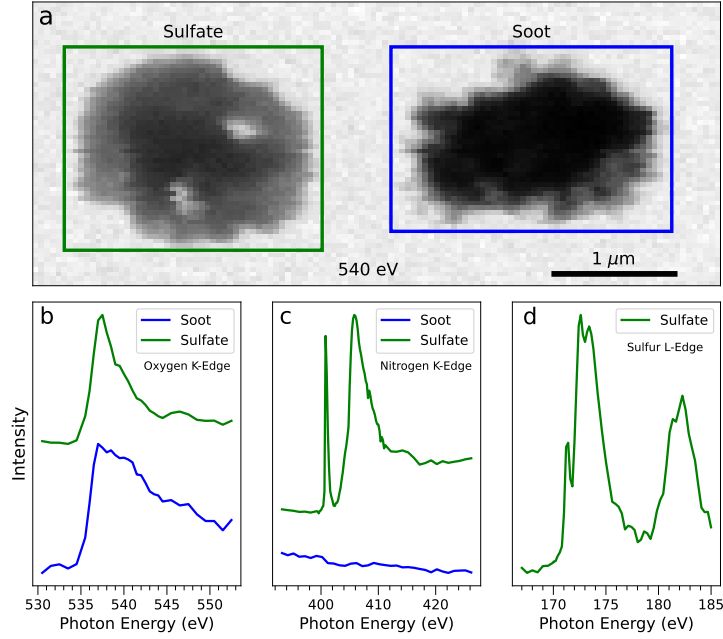 a
Sulfate
Soot
540 eV
1 μm
b
Soot
Sulfate
Oxygen K-Edge
c
Soot
Sulfate
Nitrogen K-Edge
d
Sulfate
Sulfur L-Edge
Intensity
530 535 540 545 550
Photon Energy (eV)
400 410 420
Photon Energy (eV)
170 175 180 185
Photon Energy (eV)